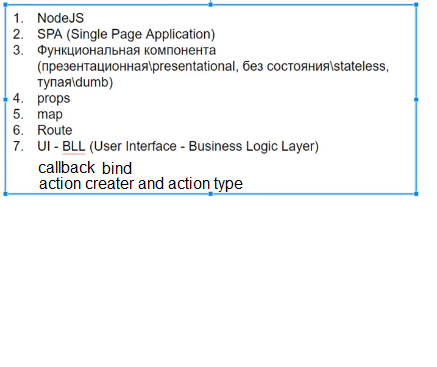 1. NodeJS
2. SPA (Single Page Application)
3. Функциональная компонента
(презентационная\presentational, без состояния\stateless,
тупая\dumb)
4. props
5. map
6. Route
7. UI - BLL (User Interface - Business Logic Layer)
callback bind
action creater and action type